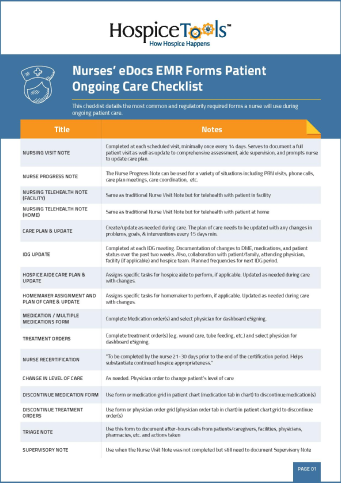 HospiceTools™
How Hospice Happens
Nurses' eDocs EMR Forms Patient
Ongoing Care Checklist
This checklist details the most common and regulatorily required forms a nurse will use during
ongoing patient care.
Title Notes
NURSING VISIT NOTE
Completed at each scheduled visit, minimally once every 14 days. Serves to document a full
patient visit as well as update to comprehensive assessment, aide supervision, and prompts nurse
to update care plan.
NURSE PROGRESS NOTE
The Nurse Progress Note can be used for a variety of situations including PRN visits, phone calls,
care plan meetings, care coordination, etc.
NURSING TELEHEALTH NOTE
(FACILITY)
Same as traditional Nurse Visit Note but for telehealth with patient in facility
NURSING TELEHEALTH NOTE
(HOME)
Same as traditional Nurse Visit Note but for telehealth with patient at home
CARE PLAN & UPDATE
Create/update as needed during care. The plan of care needs to be updated with any changes in
problems, goals, & interventions every 15 days min.
IDG UPDATE
Completed at each IDG meeting. Documentation of changes to DME, medications, and patient
status over the past two weeks. Also, collaboration with patient/family, attending physician,
facility (if applicable) and hospice team. Planned frequencies for next IDG period.
HOSPICE AIDE CARE PLAN &
UPDATE
Assigns specific tasks for hospice aide to perform, if applicable. Updated as needed during care
with changes.
HOMEMAKER ASSIGNMENT AND
PLAN OF CARE & UPDATE
Assigns specific tasks for homemaker to perform, if applicable. Updated as needed during care
with changes.
MEDICATION / MULTIPLE
MEDICATIONS FORM
Complete Medication order(s) and select physician for dashboard eSigning.
TREATMENT ORDERS
Complete treatment order(s) (e.g. wound care, tube feeding, etc.) and select physician for
dashboard eSigning.
NURSE RECERTIFICATION
"To be completed by the nurse 21-30 days prior to the end of the certification period. Helps
substantiate continued hospice appropriateness."
CHANGE IN LEVEL OF CARE
As needed. Physician order to change patient's level of care
DISCONTINUE MEDICATION FORM
Use form or medication grid in patient chart (medication tab in chart) to discontinue medication(s)
DISCONTINUE TREATMENT
ORDERS
Use form or physician order grid (physician order tab in chart) in patient chart grid to discontinue
order(s)
TRIAGE NOTE
Use this form to document after-hours calls from patients/caregivers, facilities, physicians,
pharmacies, etc. and actions taken
SUPERVISORY NOTE
Use when the Nurse Visit Note was not completed but still need to document Supervisory Note
PAGE 01